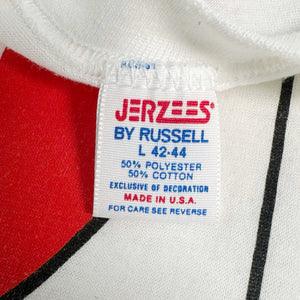 JERZEES®
BY RUSSELL
L 42-44
50% POLYESTER
50% COTTON
EXCLUSIVE OF DECORATION
MADE IN U.S.A.
FOR CARE SEE REVERSE